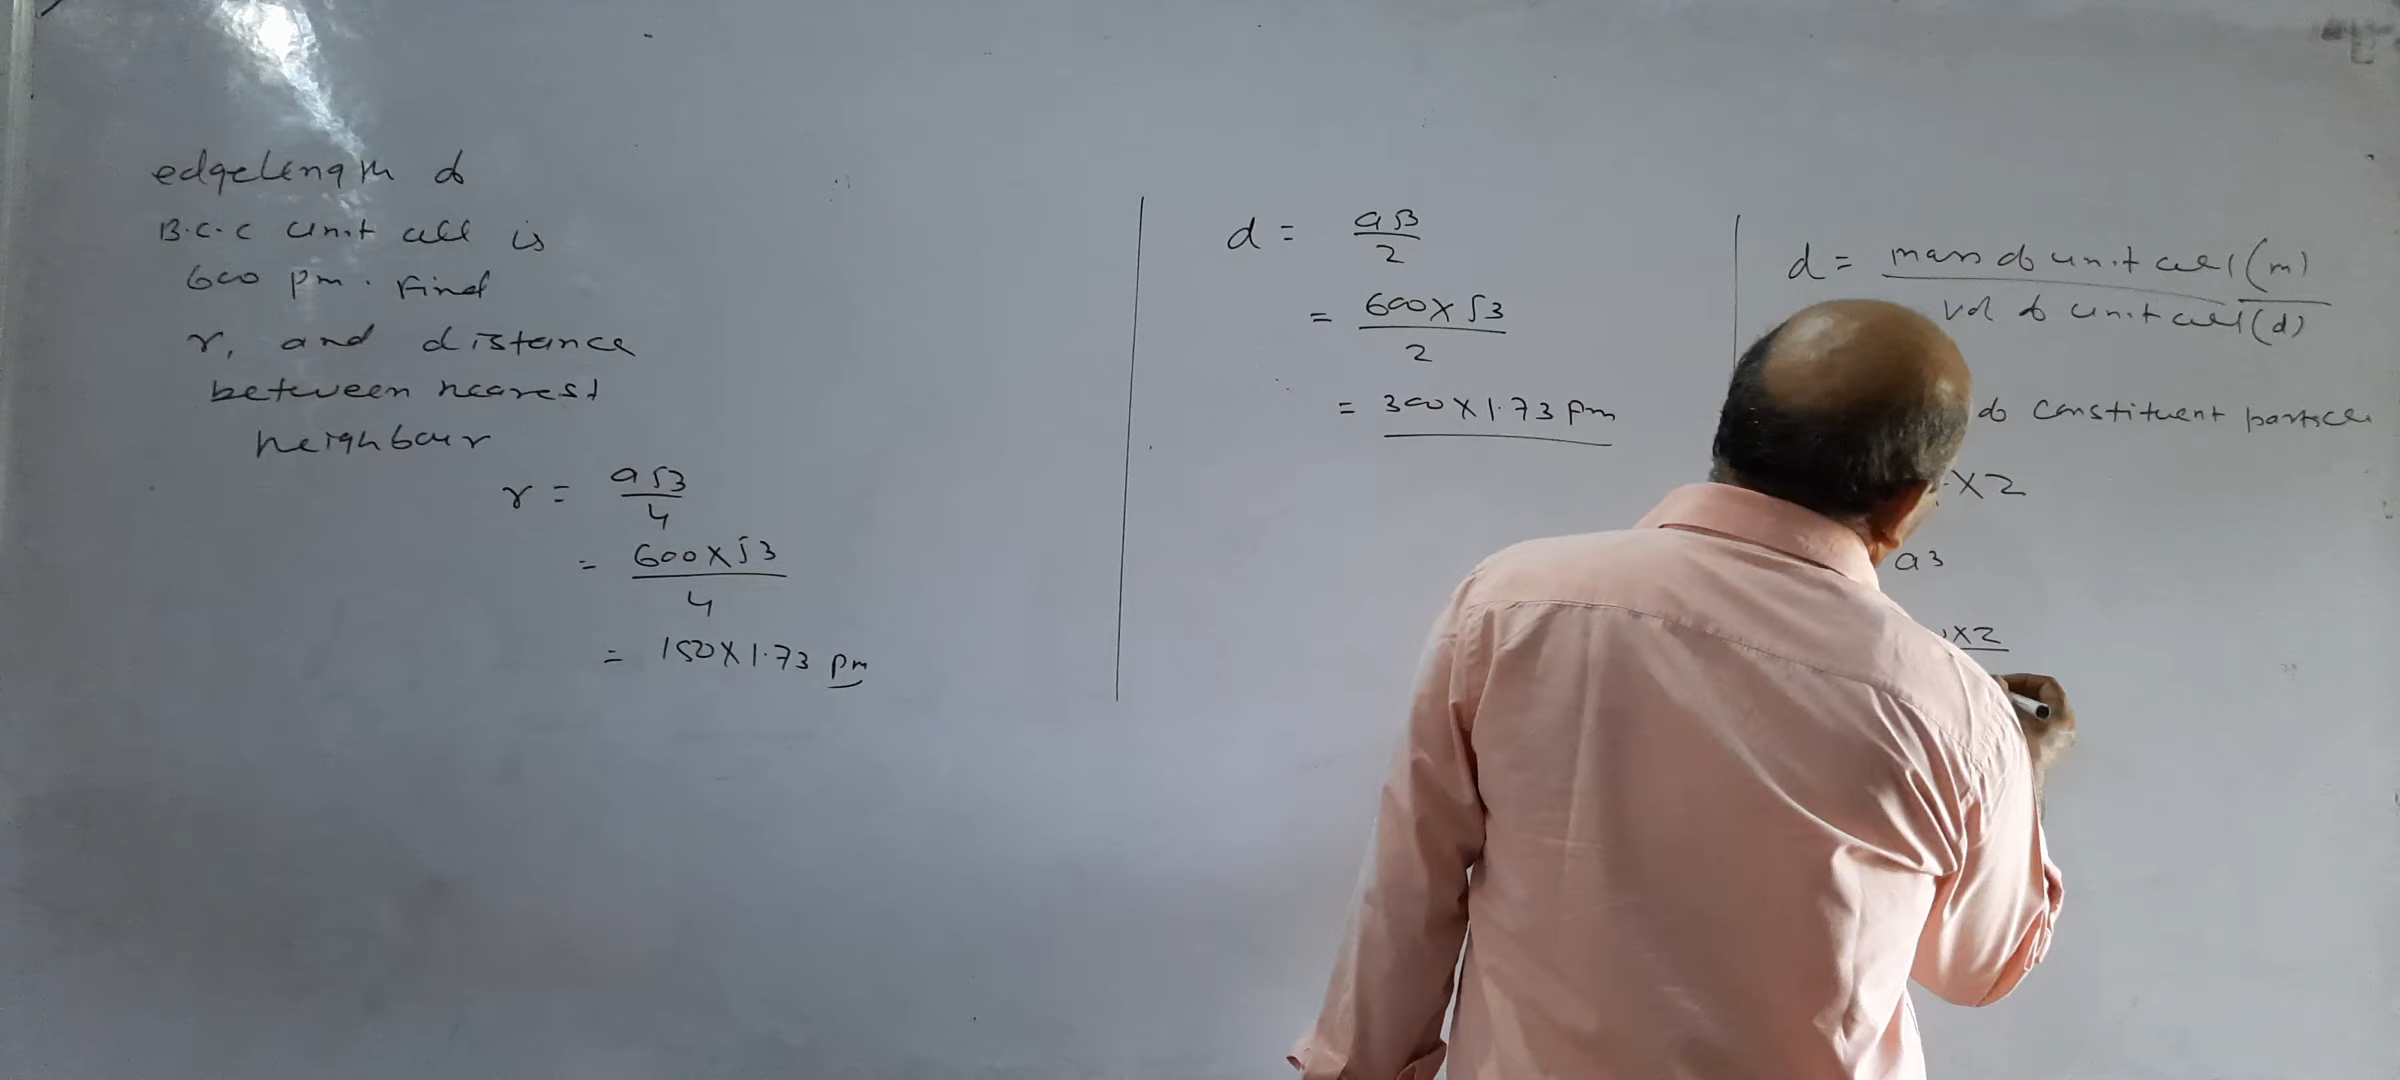 edgelength of
B.C.C unit cell is
600 pm. Find
r, and distance
between nearest
neighbour
r = a√3/4
= 600×√3/4
= 150×1.73 pm
d = a√3/2
= 600×√3/2
= 300×1.73 pm
d = mass of unit cell (m)
vol of unit cell (d)
of constituent particle
×2
a3
×2